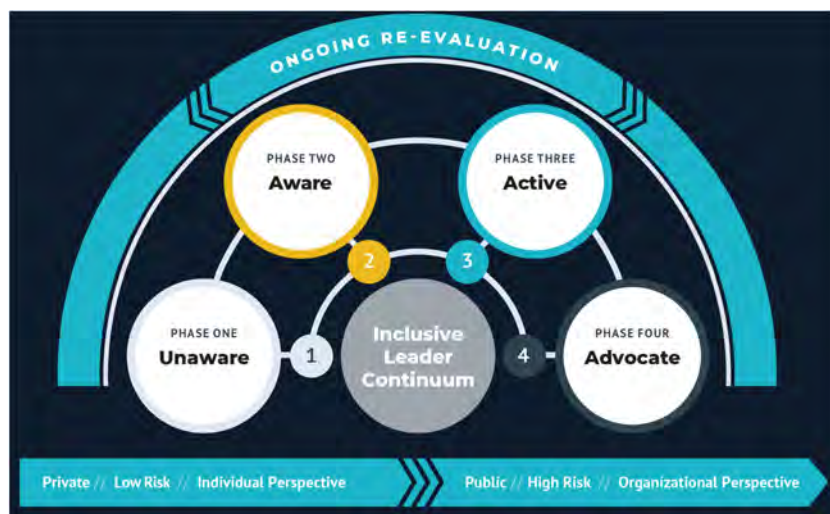 ONGOING RE-EVALUATION
PHASE TWO
Aware
PHASE THREE
Active
2
3
PHASE ONE
Unaware
1
Inclusive
Leader
Continuum
4
PHASE FOUR
Advocate
Private // Low Risk // Individual Perspective
Public // High Risk // Organizational Perspective